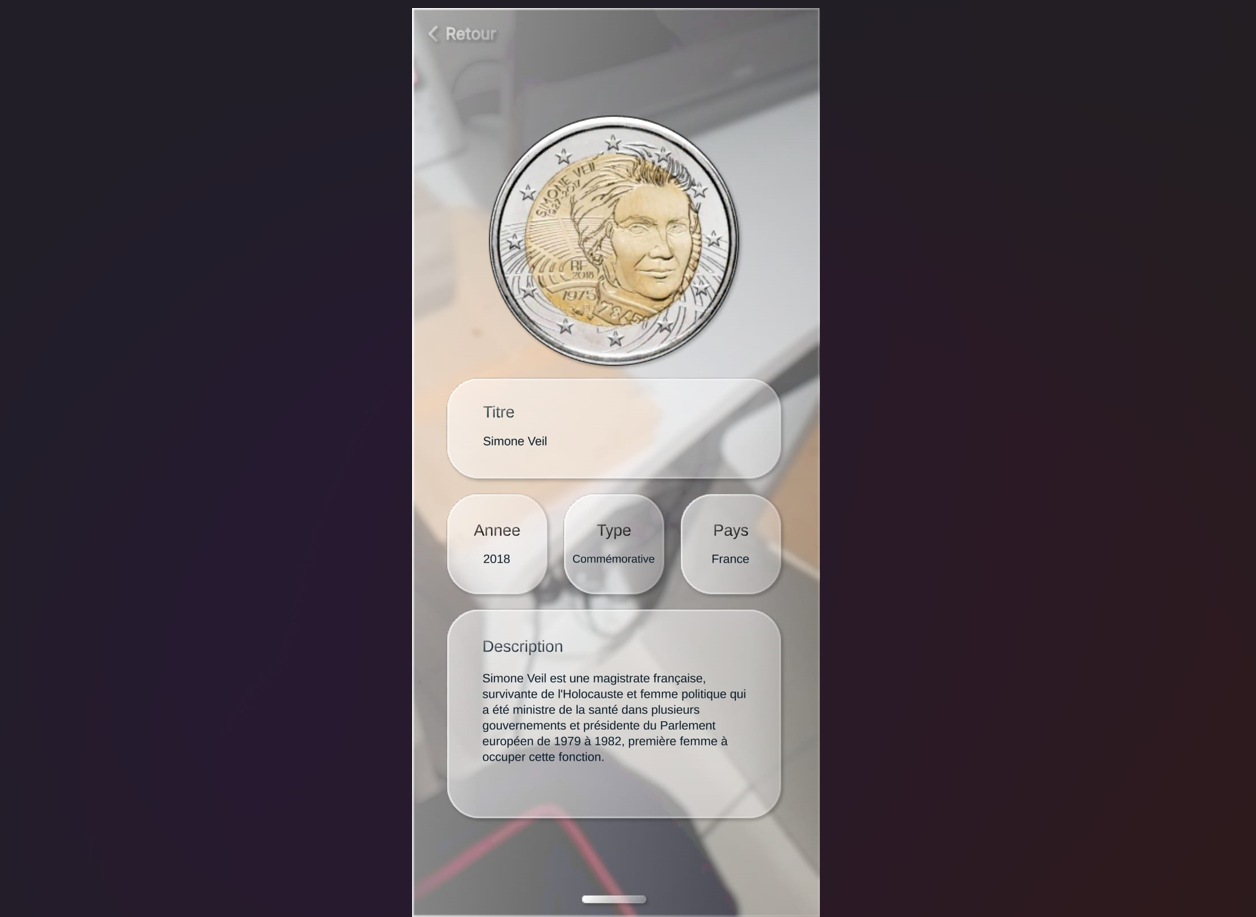 Retour
SIMONE VEIL
1927-2017
RF
2018
1975
78651
Titre
Simone Veil
Annee
Type
Pays
2018
Commémorative
France
Description
Simone Veil est une magistrate française,
survivante de l'Holocauste et femme politique qui
a été ministre de la santé dans plusieurs
gouvernements et présidente du Parlement
européen de 1979 à 1982, première femme à
occuper cette fonction.